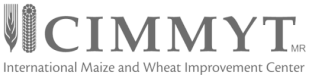 CIMMYT MR
International Maize and Wheat Improvement Center